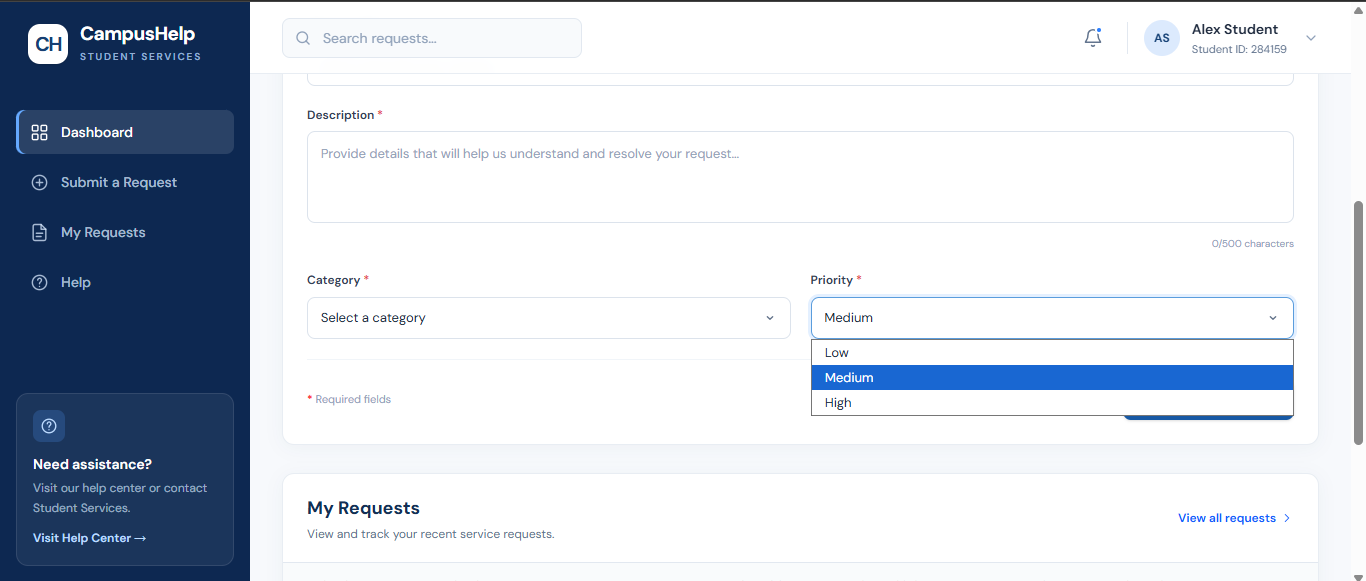 CH
CampusHelp
STUDENT SERVICES
Dashboard
Submit a Request
My Requests
Help
Need assistance?
Visit our help center or contact
Student Services.
Visit Help Center →
Search requests...
AS
Alex Student
Student ID: 284159
Description *
Provide details that will help us understand and resolve your request...
0/500 characters
Category *
Select a category
Priority *
Medium
Low
Medium
High
* Required fields
My Requests
View and track your recent service requests.
View all requests